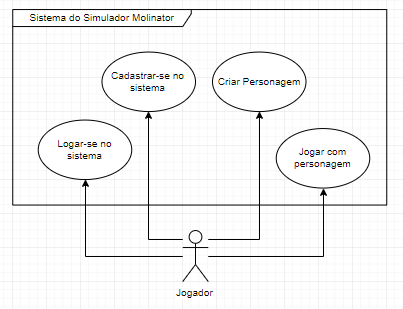 Sistema do Simulador Molinator
Cadastrar-se no
sistema
Criar Personagem
Logar-se no
sistema
Jogar com
personagem
Jogador